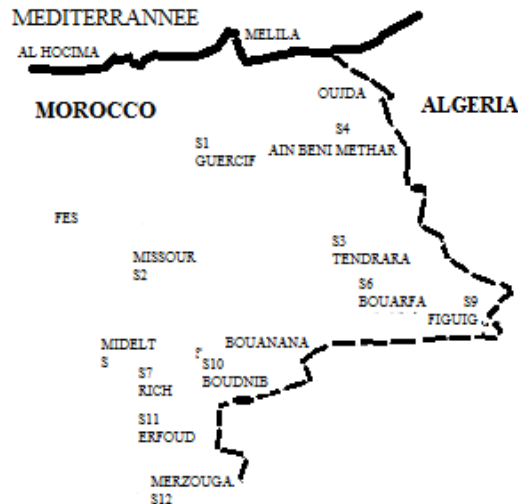 MEDITERRANNEE
MELILA
AL HOCIMA
OUJDA
MOROCCO
ALGERIA
S4
S1
AIN BENI METHAR
GUERCIF
FES
S3
MISSOUR
TENDRARA
S2
S6
S9
BOUARFA
FIGUIG
MIDELT
BOUANANA
S
S10
S7
BOUDNIB
RICH
S11
ERFOUD
MERZOUGA
S12